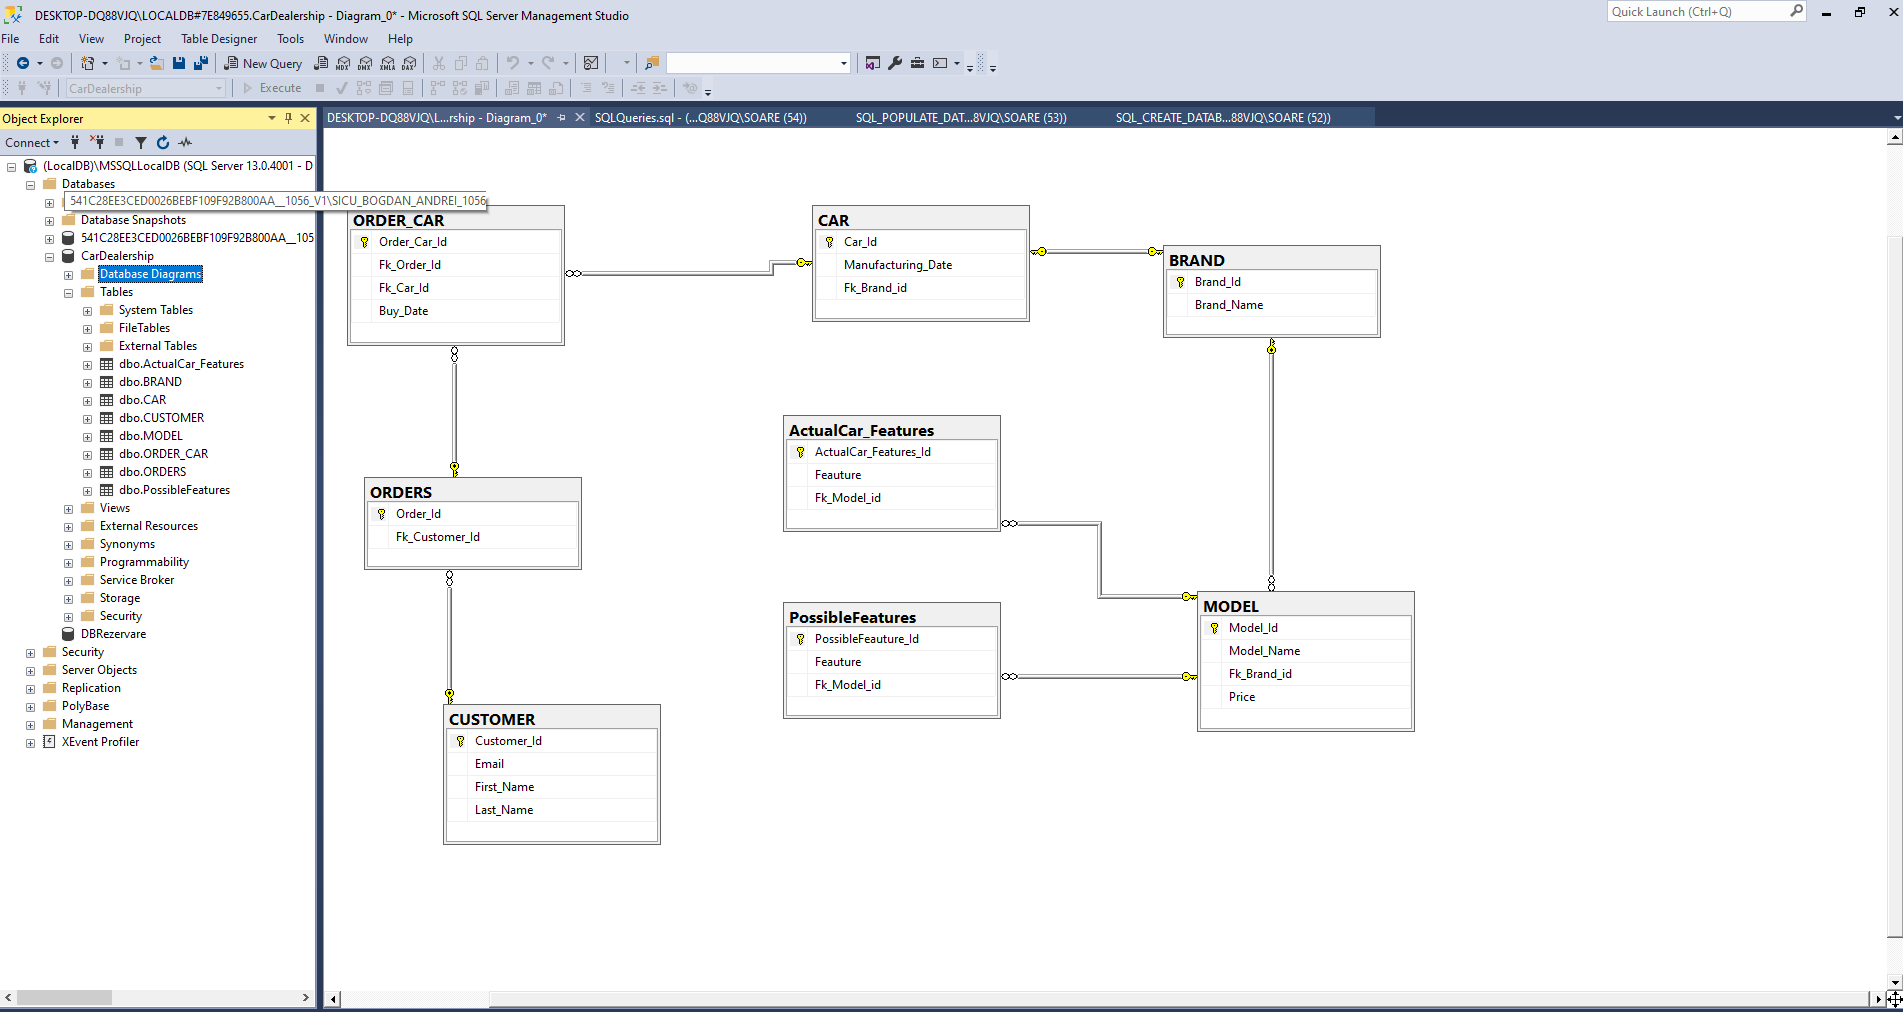 DESKTOP-DQ88VJQ\LOCALDB#7E849655.CarDealership - Diagram_0* - Microsoft SQL Server Management Studio
Quick Launch (Ctrl+Q)
File Edit View Project Table Designer Tools Window Help
New Query
MDX DMX XMLA DAX
CarDealership
Execute
Object Explorer
Connect
(LocalDB)\MSSQLLocalDB (SQL Server 13.0.4001 - D
Databases
541C28EE3CED0026BEBF109F92B800AA__1056_V1\SICU_BOGDAN_ANDREI_1056
Database Snapshots
541C28EE3CED0026BEBF109F92B800AA__105
CarDealership
Database Diagrams
Tables
System Tables
FileTables
External Tables
dbo.ActualCar_Features
dbo.BRAND
dbo.CAR
dbo.CUSTOMER
dbo.MODEL
dbo.ORDER_CAR
dbo.ORDERS
dbo.PossibleFeatures
Views
External Resources
Synonyms
Programmability
Service Broker
Storage
Security
DBRezervare
Security
Server Objects
Replication
PolyBase
Management
XEvent Profiler
DESKTOP-DQ88VJQ\L...rship - Diagram_0*
SQLQueries.sql - (...Q88VJQ\SOARE (54))
SQL_POPULATE_DAT...8VJQ\SOARE (53))
SQL_CREATE_DATAB...88VJQ\SOARE (52))
ORDER_CAR
Order_Car_Id
Fk_Order_Id
Fk_Car_Id
Buy_Date
CAR
Car_Id
Manufacturing_Date
Fk_Brand_id
BRAND
Brand_Id
Brand_Name
ActualCar_Features
ActualCar_Features_Id
Feauture
Fk_Model_id
ORDERS
Order_Id
Fk_Customer_Id
PossibleFeatures
PossibleFeauture_Id
Feauture
Fk_Model_id
MODEL
Model_Id
Model_Name
Fk_Brand_id
Price
CUSTOMER
Customer_Id
Email
First_Name
Last_Name